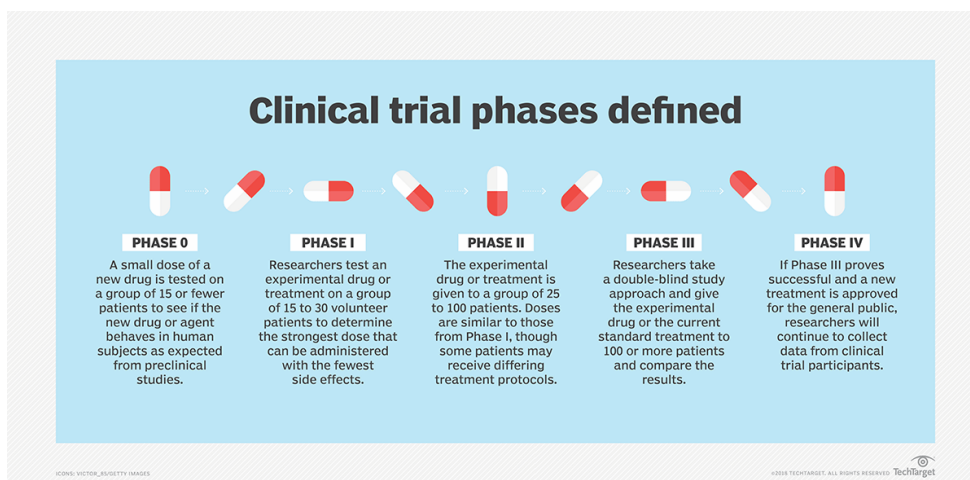 Clinical trial phases defined
PHASE 0
A small dose of a
new drug is tested on
a group of 15 or fewer
patients to see if the
new drug or agent
behaves in human
subjects as expected
from preclinical
studies.
PHASE I
Researchers test an
experimental drug or
treatment on a group
of 15 to 30 volunteer
patients to determine
the strongest dose that
can be administered
with the fewest
side effects.
PHASE II
The experimental
drug or treatment is
given to a group of 25
to 100 patients. Doses
are similar to those
from Phase I, though
some patients may
receive differing
treatment protocols.
PHASE III
Researchers take
a double-blind study
approach and give
the experimental
drug or the current
standard treatment to
100 or more patients
and compare the
results.
PHASE IV
If Phase III proves
successful and a new
treatment is approved
for the general public,
researchers will
continue to collect
data from clinical
trial participants.
ICONS: VICTOR_85/GETTY IMAGES
©2018 TECHTARGET. ALL RIGHTS RESERVED
TechTarget